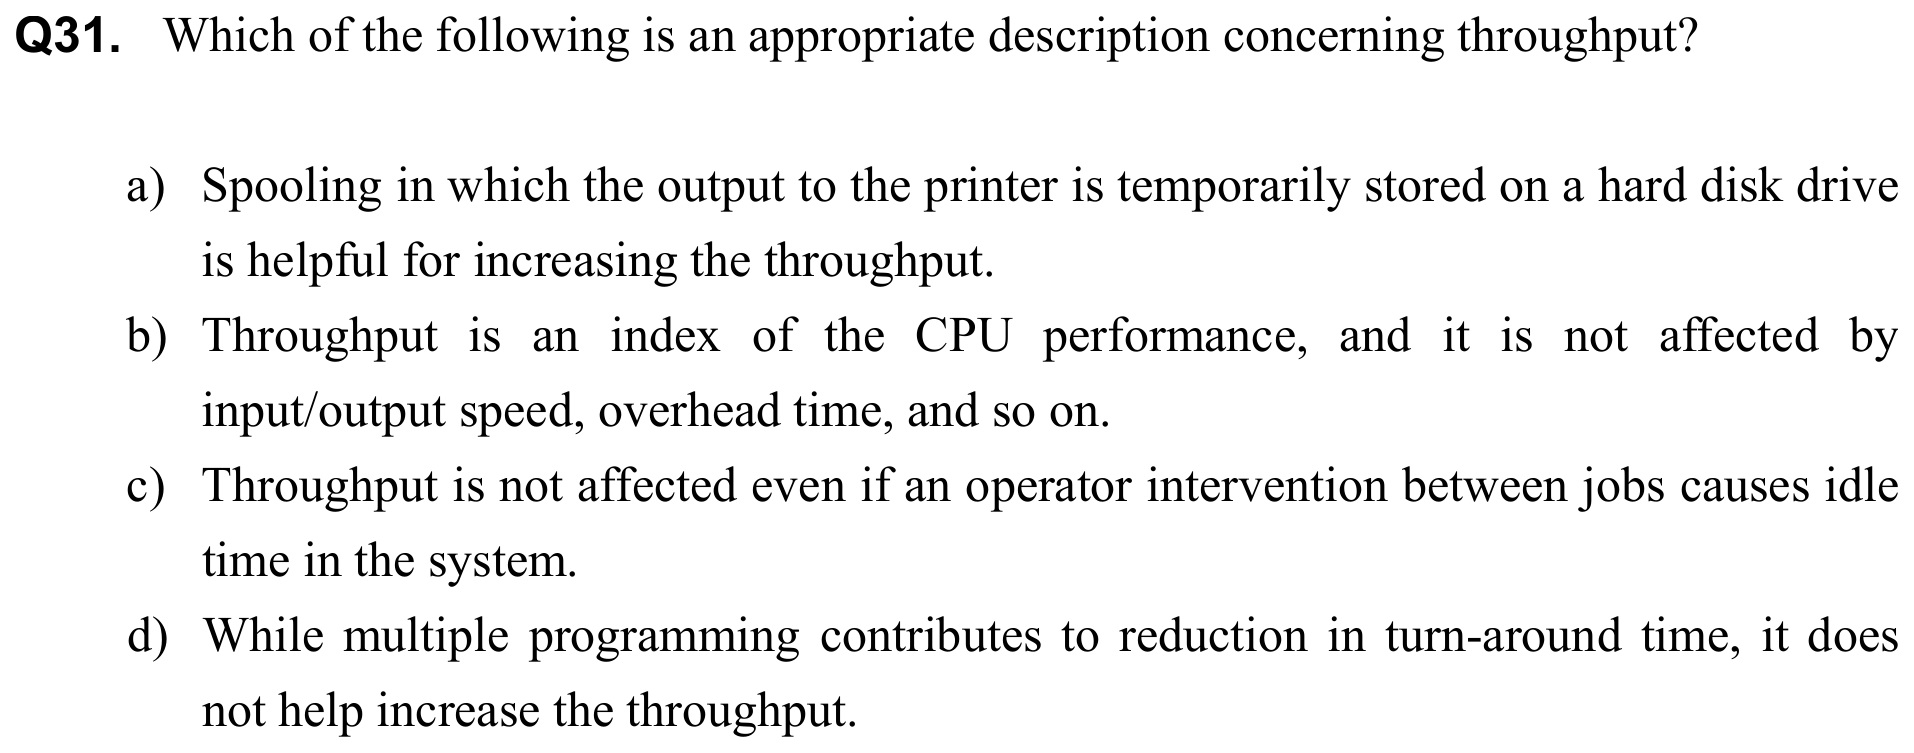 Q31. Which of the following is an appropriate description concerning throughput?
a) Spooling in which the output to the printer is temporarily stored on a hard disk drive
is helpful for increasing the throughput.
b) Throughput is an index of the CPU performance, and it is not affected by
input/output speed, overhead time, and so on.
c) Throughput is not affected even if an operator intervention between jobs causes idle
time in the system.
d) While multiple programming contributes to reduction in turn-around time, it does
not help increase the throughput.